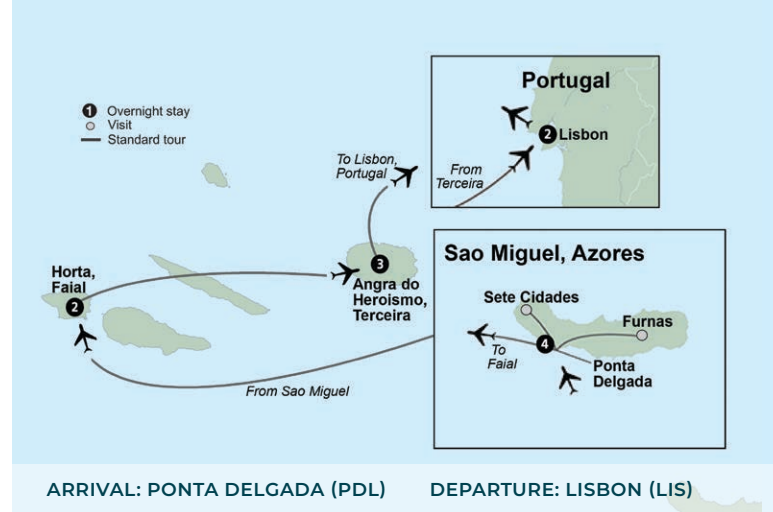 Portugal
1 Overnight stay
Visit
Standard tour
2 Lisbon
To Lisbon,
Portugal
From
Terceira
Sao Miguel, Azores
3
Horta,
Faial
2
Angra do
Heroismo,
Terceira
Sete Cidades
Furnas
4
To
Faial
Ponta
Delgada
From Sao Miguel
ARRIVAL: PONTA DELGADA (PDL)
DEPARTURE: LISBON (LIS)